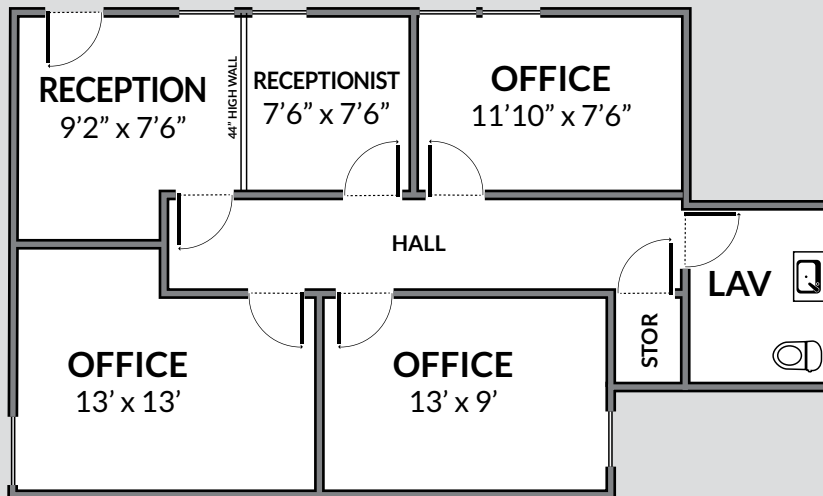 RECEPTION
9’2” x 7’6”
44” HIGH WALL
RECEPTIONIST
7’6” x 7’6”
OFFICE
11’10” x 7’6”
HALL
LAV
STOR
OFFICE
13’ x 13’
OFFICE
13’ x 9’